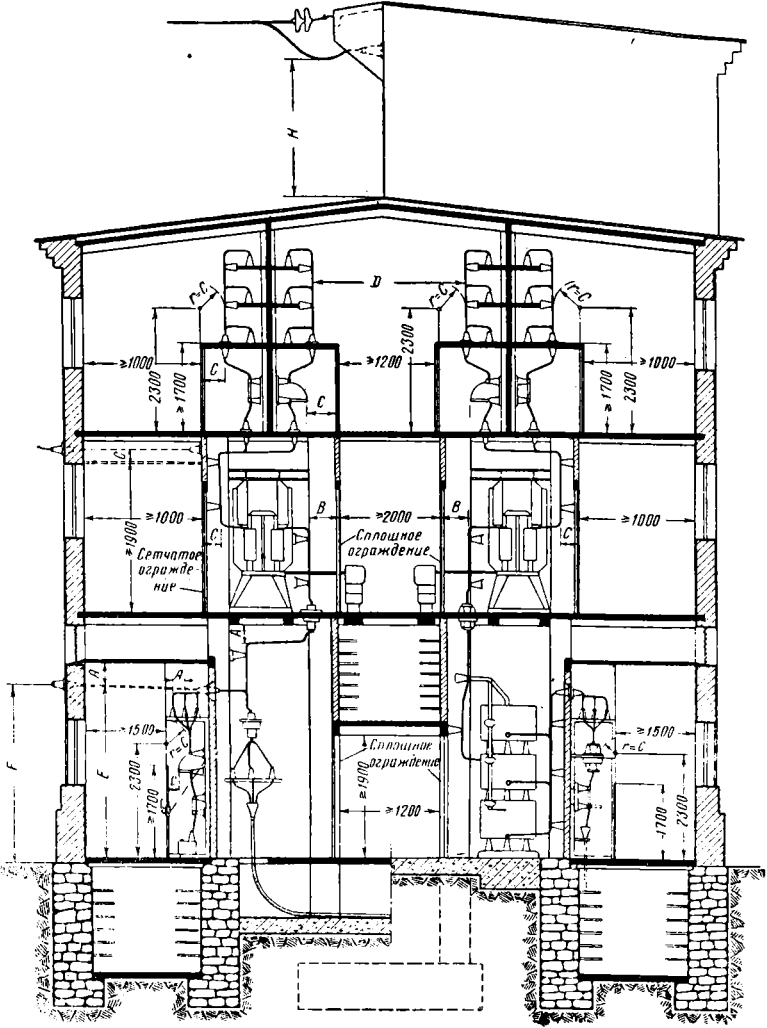 H
D
r=C
r=C
r=C
≥1000
C
2300
≥1700
C
≥1200
2300
≥1700
2300
≥1000
C
≥1000
≥1900
C
Сетчатое
огражде-
ние
B
≥2000
B
Сплошное
ограждение
C
≥1000
A
A
≥1500
r=C
F
E
2300
≥1700
C
Сплошное
ограждение
≥1900
≥1200
≥1500
r=C
1700
2300